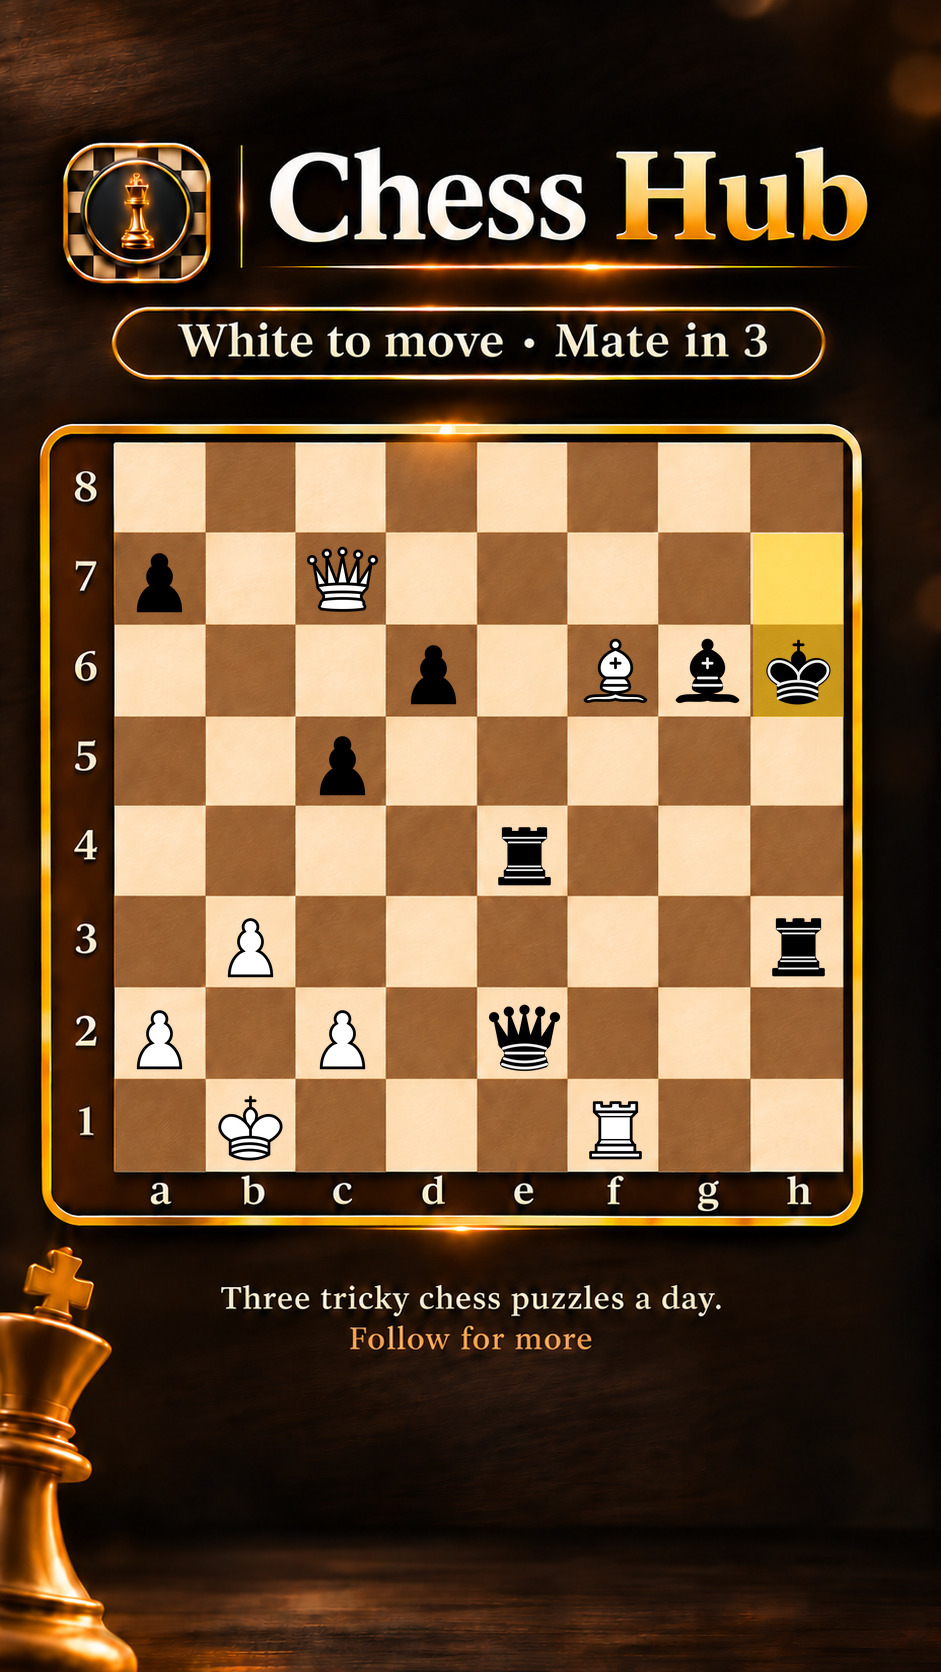 Chess Hub
White to move • Mate in 3
8
7
6
5
4
3
2
1
a b c d e f g h
Three tricky chess puzzles a day.
Follow for more